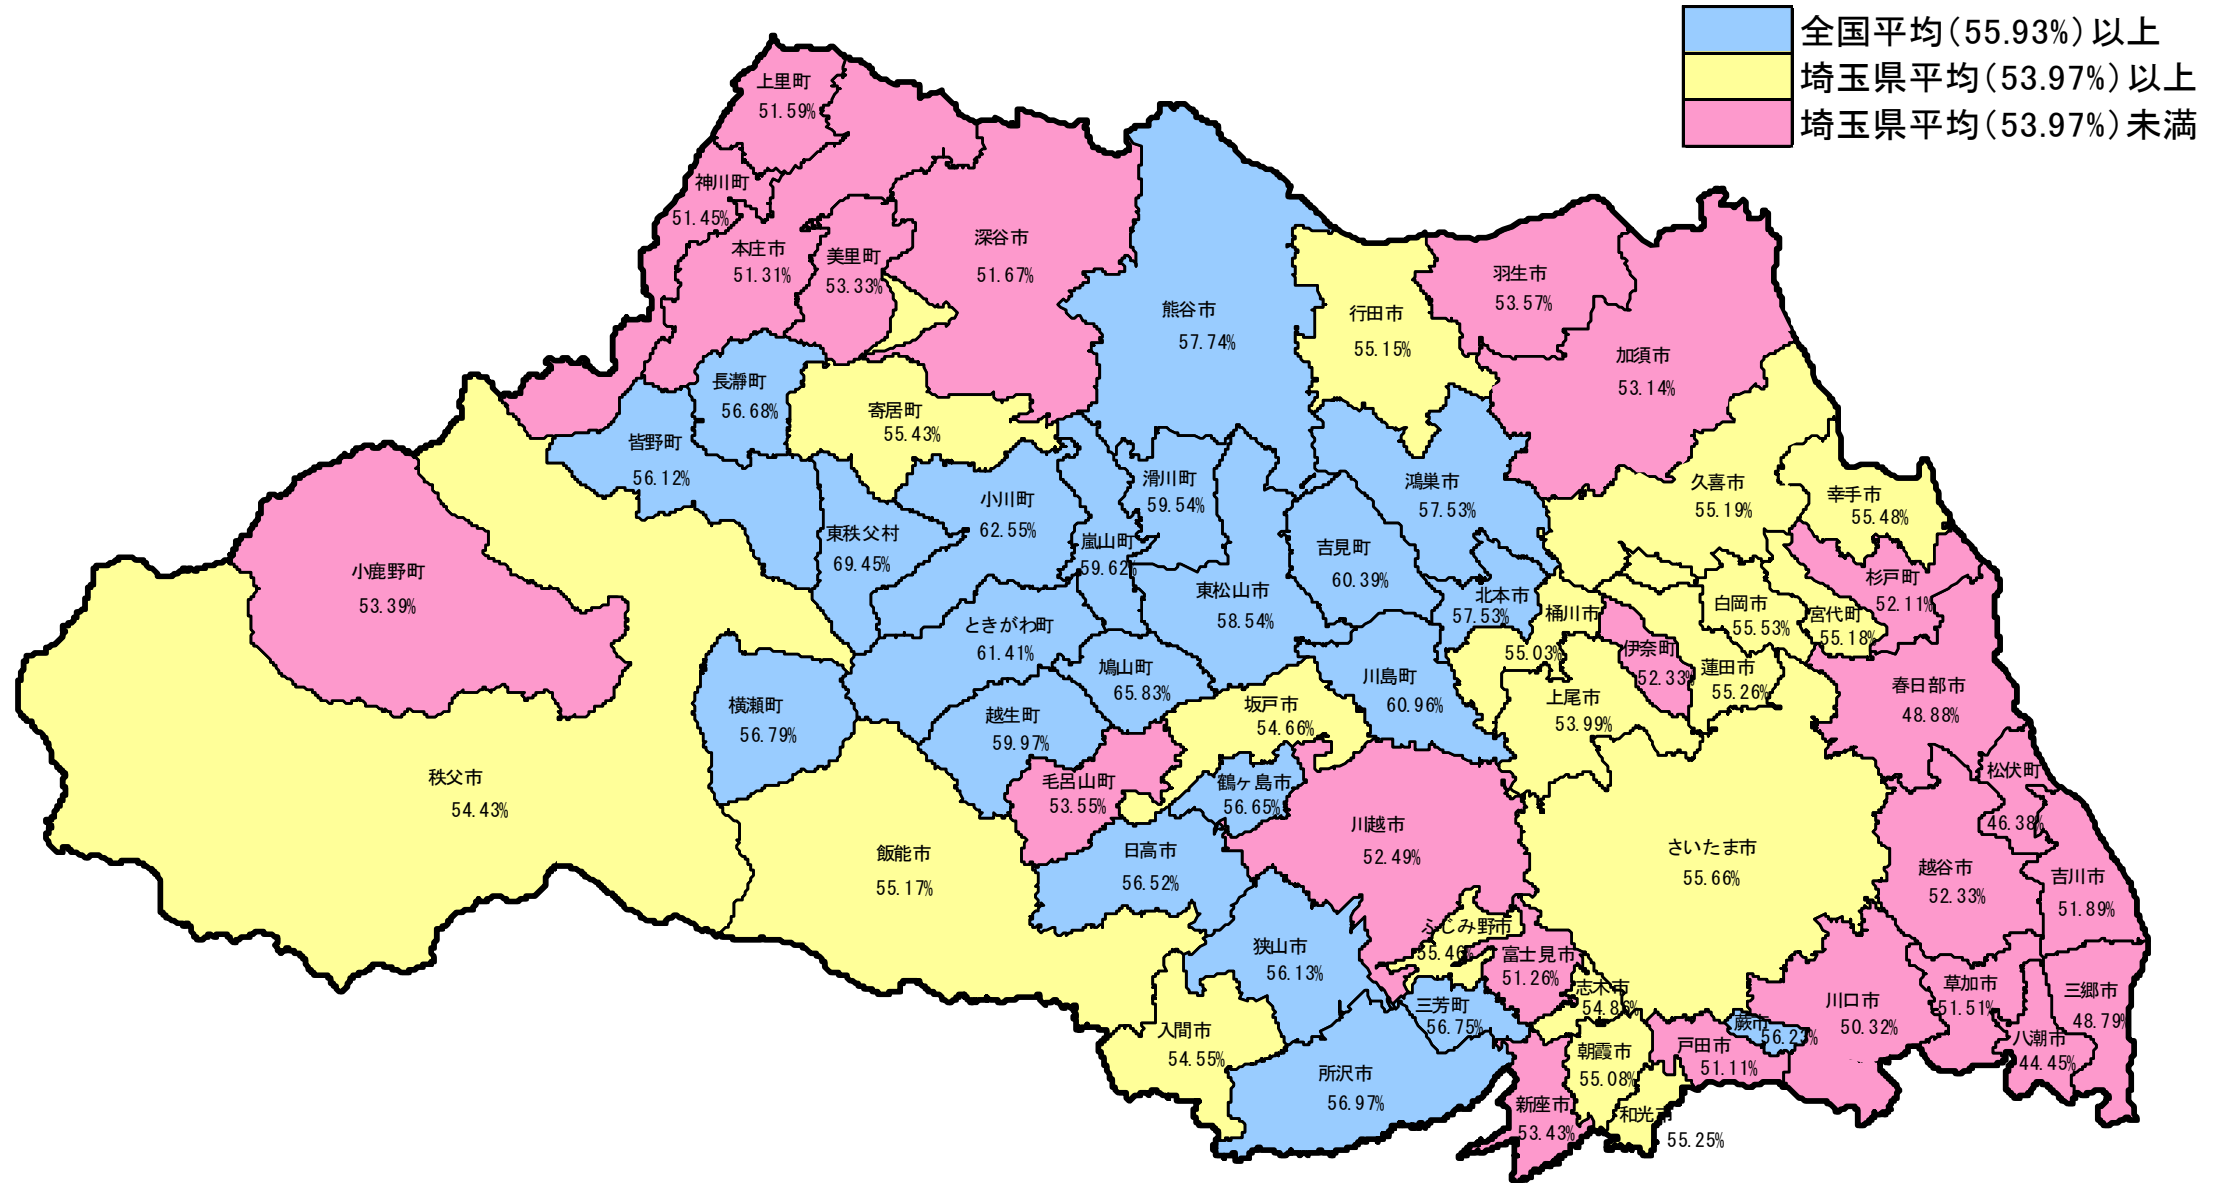 全国平均(55.93%)以上
埼玉県平均(53.97%)以上
埼玉県平均(53.97%)未満
上里町
51.59%
神川町
51.45%
本庄市
51.31%
美里町
53.33%
深谷市
51.67%
熊谷市
57.74%
行田市
55.15%
羽生市
53.57%
加須市
53.14%
長瀞町
56.68%
寄居町
55.43%
皆野町
56.12%
小川町
62.55%
東秩父村
69.45%
嵐山町
59.62%
滑川町
59.54%
吉見町
60.39%
鴻巣市
57.53%
久喜市
55.19%
幸手市
55.48%
小鹿野町
53.39%
東松山市
58.54%
北本市
57.53%
桶川市
55.03%
白岡市
55.53%
宮代町
55.18%
杉戸町
52.11%
ときがわ町
61.41%
鳩山町
65.83%
川島町
60.96%
伊奈町
52.33%
蓮田市
55.26%
春日部市
48.88%
横瀬町
56.79%
越生町
59.97%
坂戸市
54.66%
上尾市
53.99%
秩父市
54.43%
毛呂山町
53.55%
鶴ヶ島市
56.65%
松伏町
46.38%
飯能市
55.17%
日高市
56.52%
川越市
52.49%
さいたま市
55.66%
越谷市
52.33%
吉川市
51.89%
狭山市
56.13%
ふじみ野市
55.46%
富士見市
51.26%
志木市
54.86%
三芳町
56.75%
川口市
50.32%
草加市
51.51%
三郷市
48.79%
八潮市
44.45%
入間市
54.55%
所沢市
56.97%
朝霞市
55.08%
戸田市
51.11%
蕨市
56.23%
新座市
53.43%
和光市
55.25%